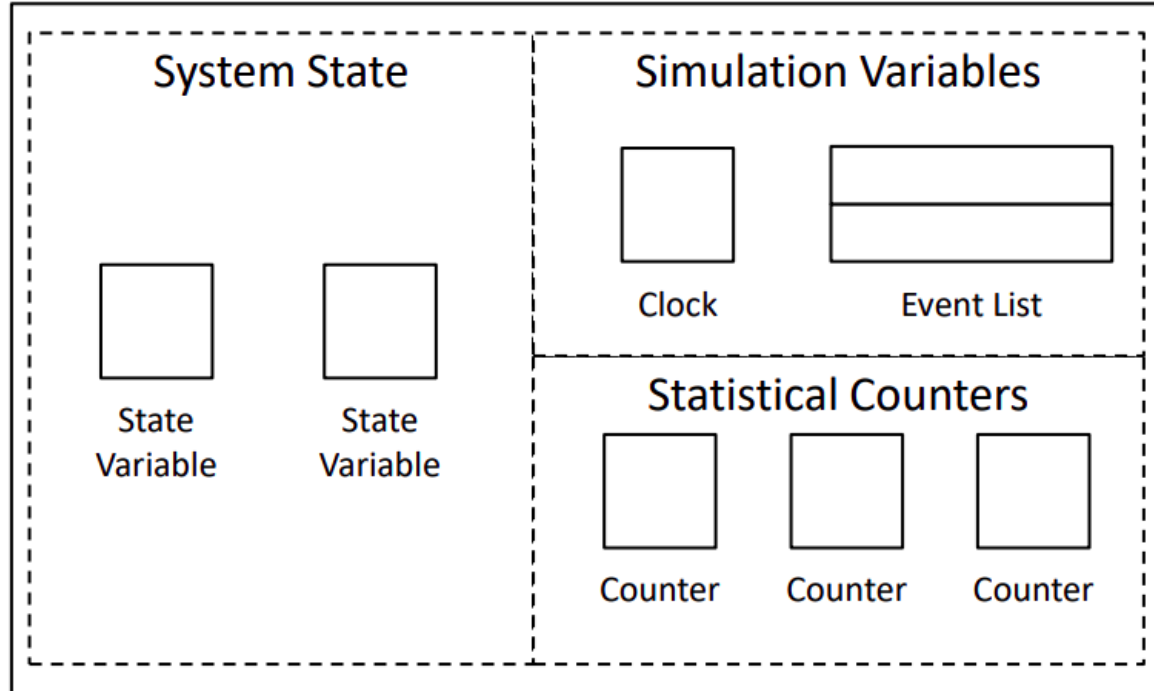 System State
State
Variable
State
Variable
Simulation Variables
Clock
Event List
Statistical Counters
Counter
Counter
Counter